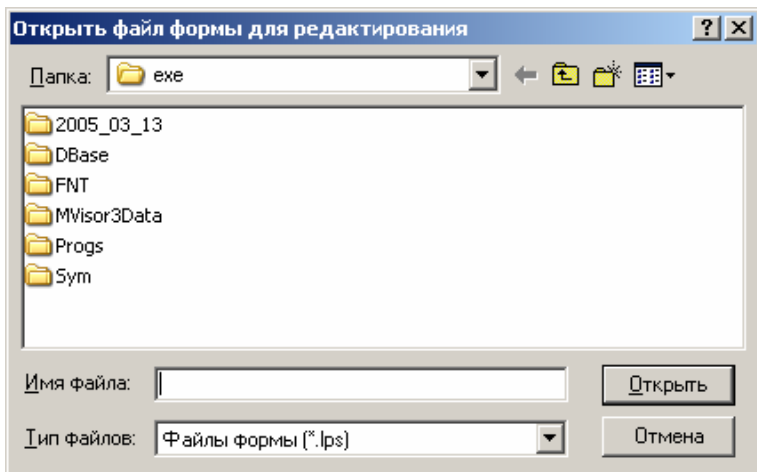 Открыть файл формы для редактирования
Папка: exe
2005_03_13
DBase
FNT
MVisor3Data
Progs
Sym
Имя файла: Открыть
Тип файлов: Файлы формы (*.lps) Отмена